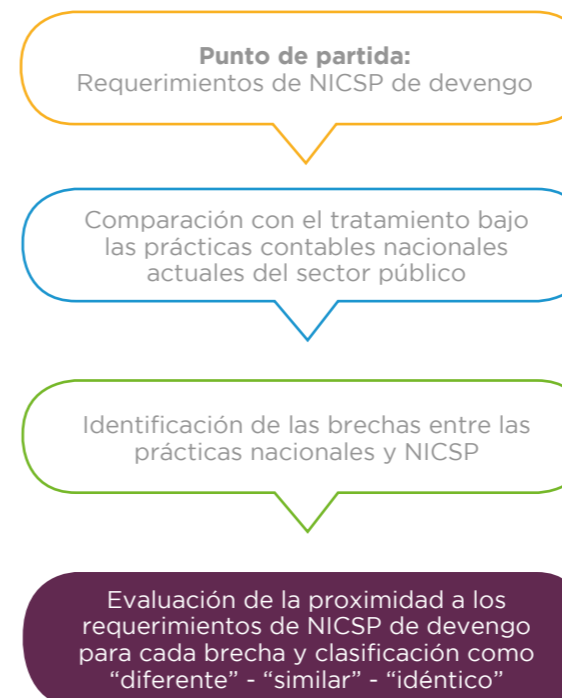 Punto de partida:
Requerimientos de NICSP de devengo
Comparación con el tratamiento bajo
las prácticas contables nacionales
actuales del sector público
Identificación de las brechas entre las
prácticas nacionales y NICSP
Evaluación de la proximidad a los
requerimientos de NICSP de devengo
para cada brecha y clasificación como
“diferente” - “similar” - “idéntico”